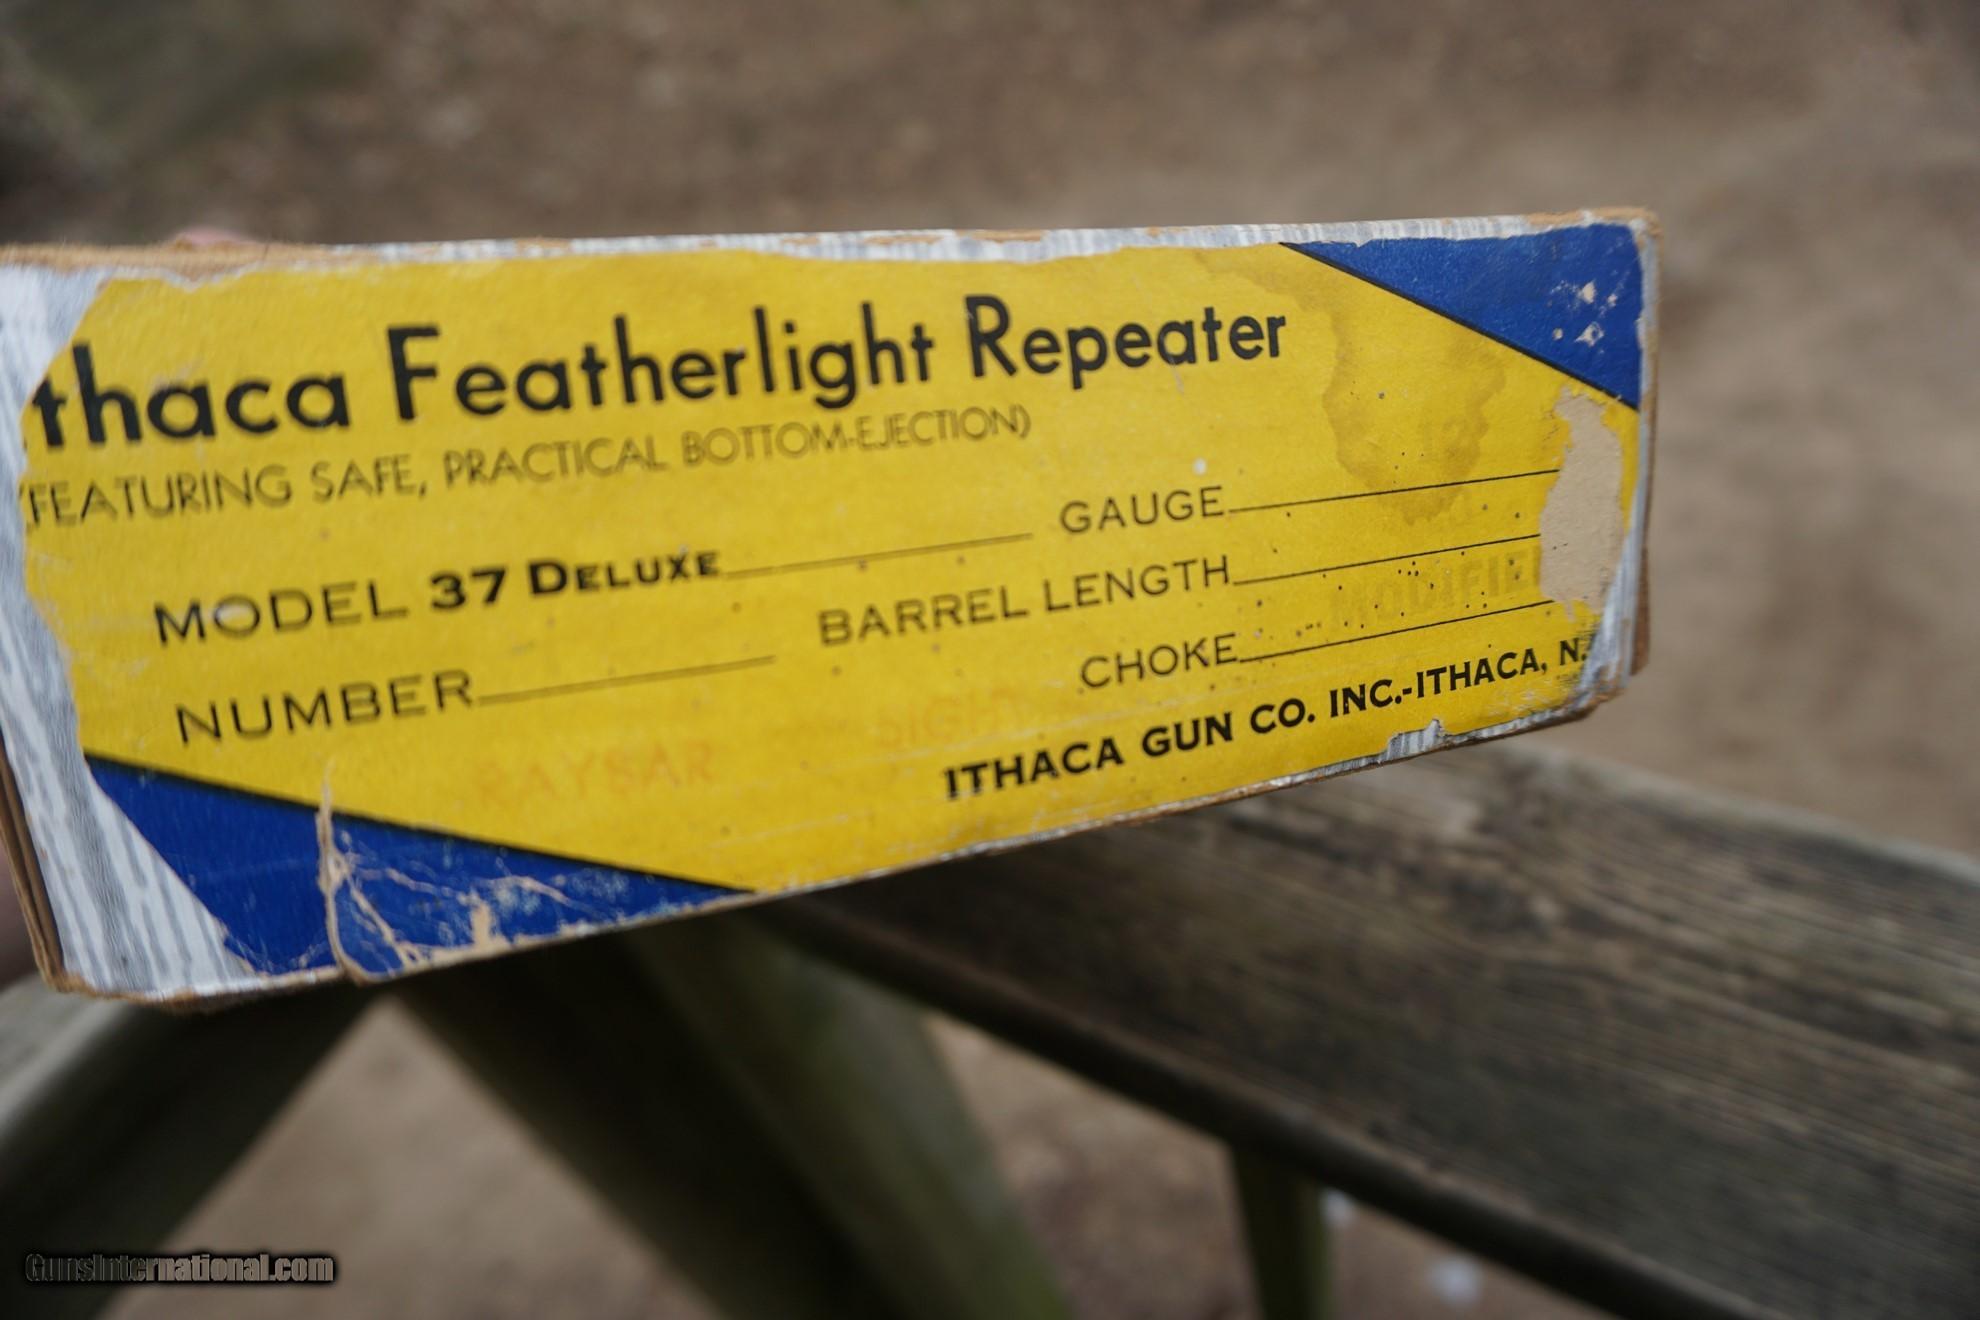 thaca Featherlight Repeater
(FEATURING SAFE, PRACTICAL BOTTOM-EJECTION)
12
MODEL 37 DELUXE GAUGE
NUMBER BARREL LENGTH
MODIFIE
CHOKE
RAYBAR SIGHT
ITHACA GUN CO. INC.-ITHACA, N.
GunsInternational.com